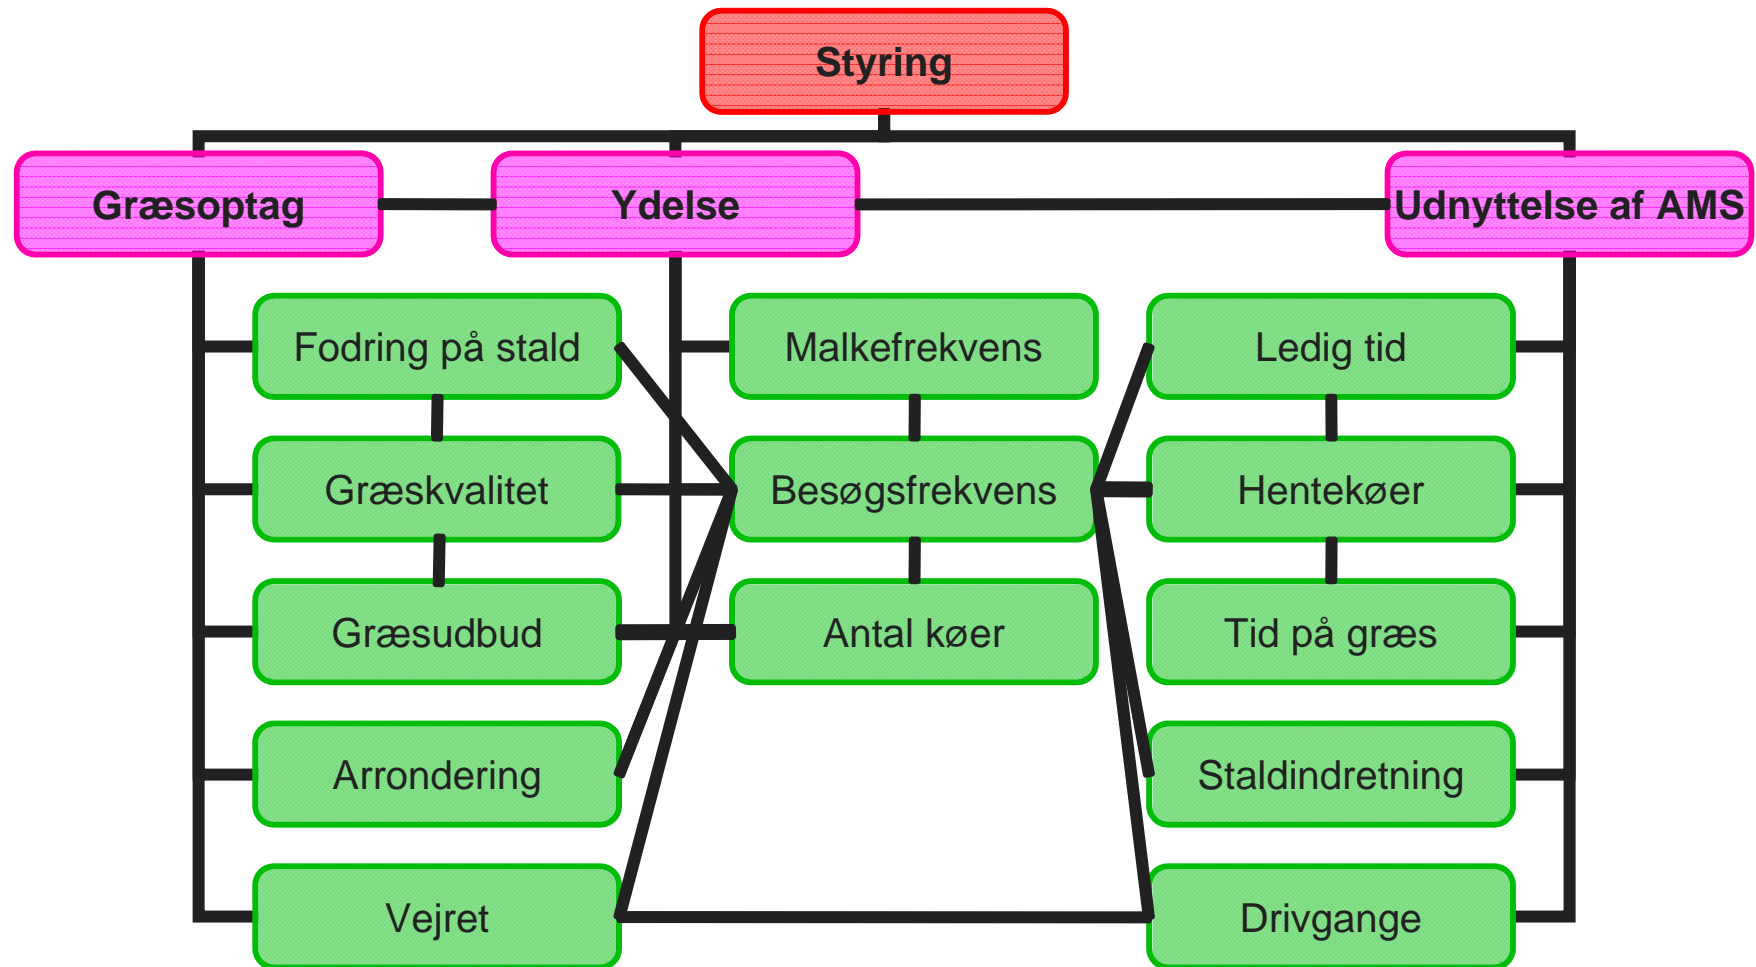 Styring
Græsoptag
Ydelse
Udnyttelse af AMS
Fodring på stald
Malkefrekvens
Ledig tid
Græskvalitet
Besøgsfrekvens
Hentekøer
Græsudbud
Antal køer
Tid på græs
Arrondering
Staldindretning
Vejret
Drivgange